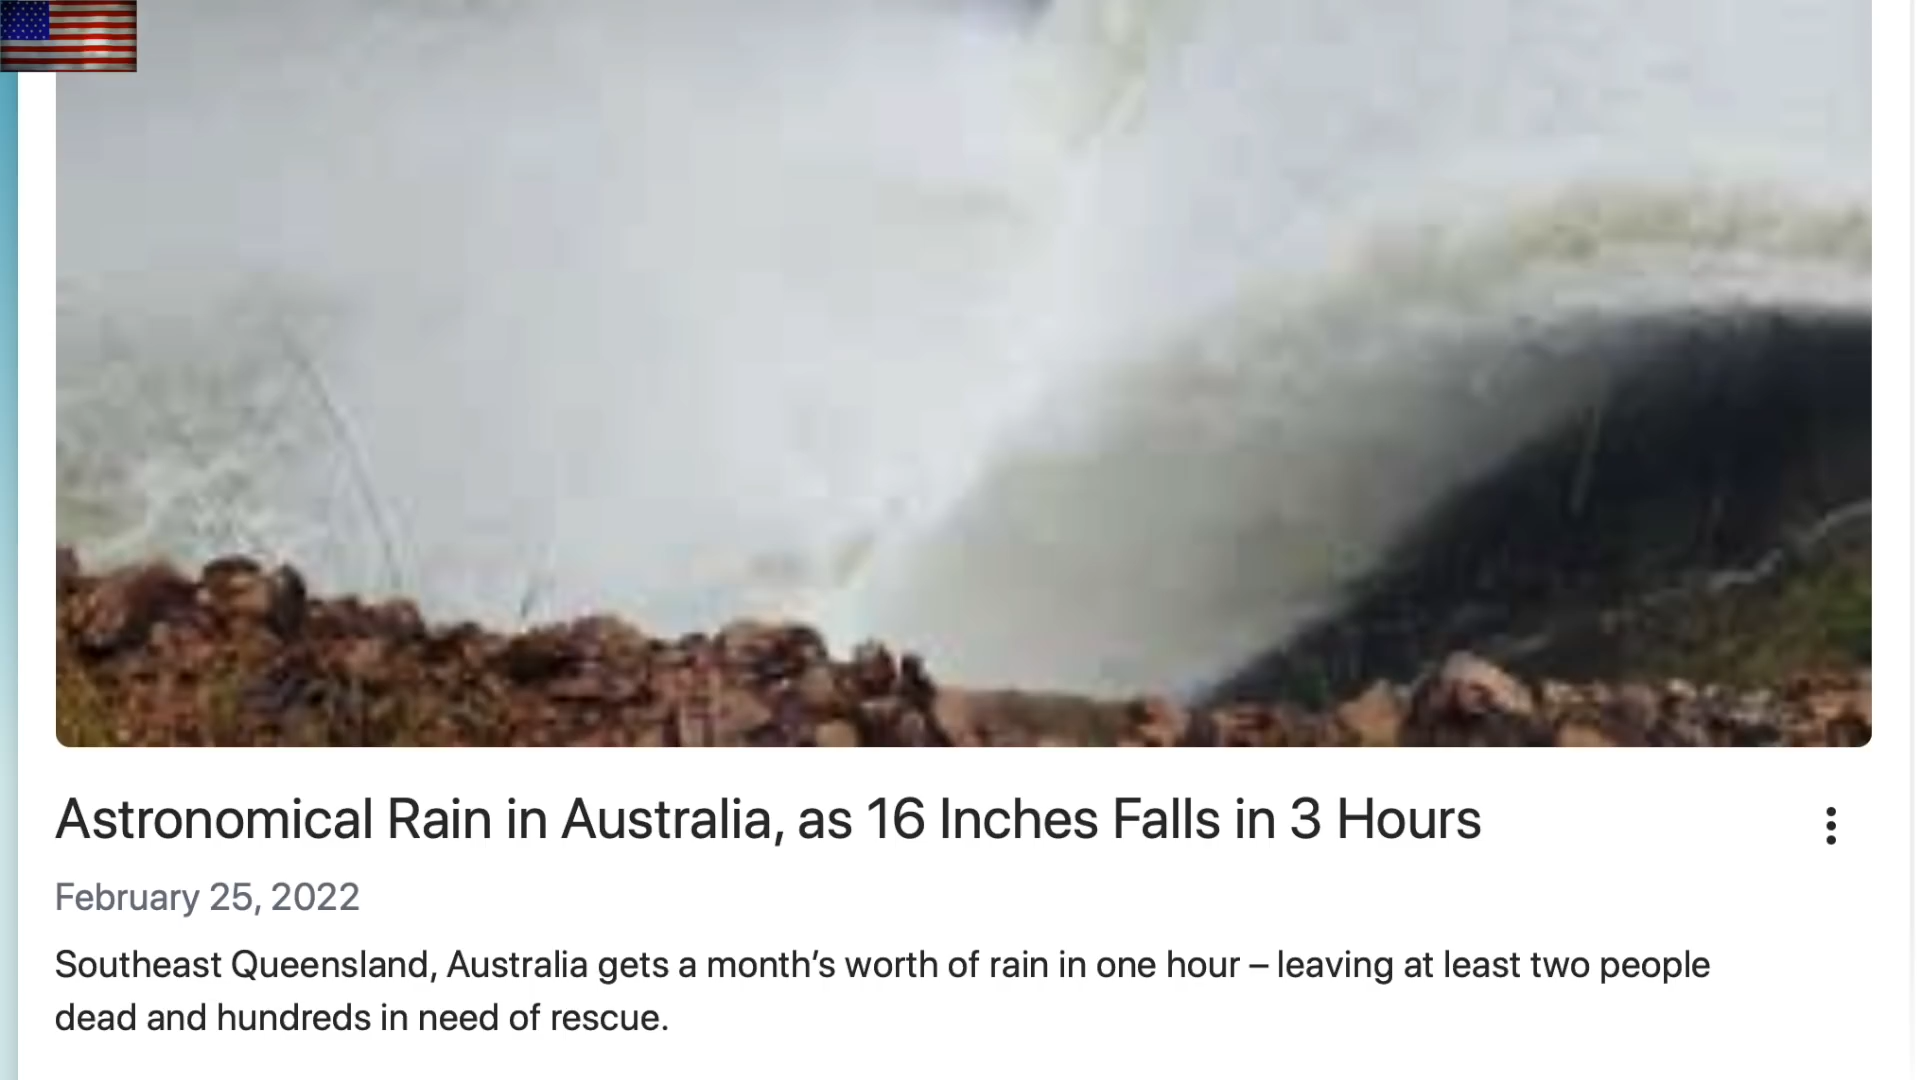 Astronomical Rain in Australia, as 16 Inches Falls in 3 Hours
February 25, 2022
Southeast Queensland, Australia gets a month’s worth of rain in one hour – leaving at least two people
dead and hundreds in need of rescue.